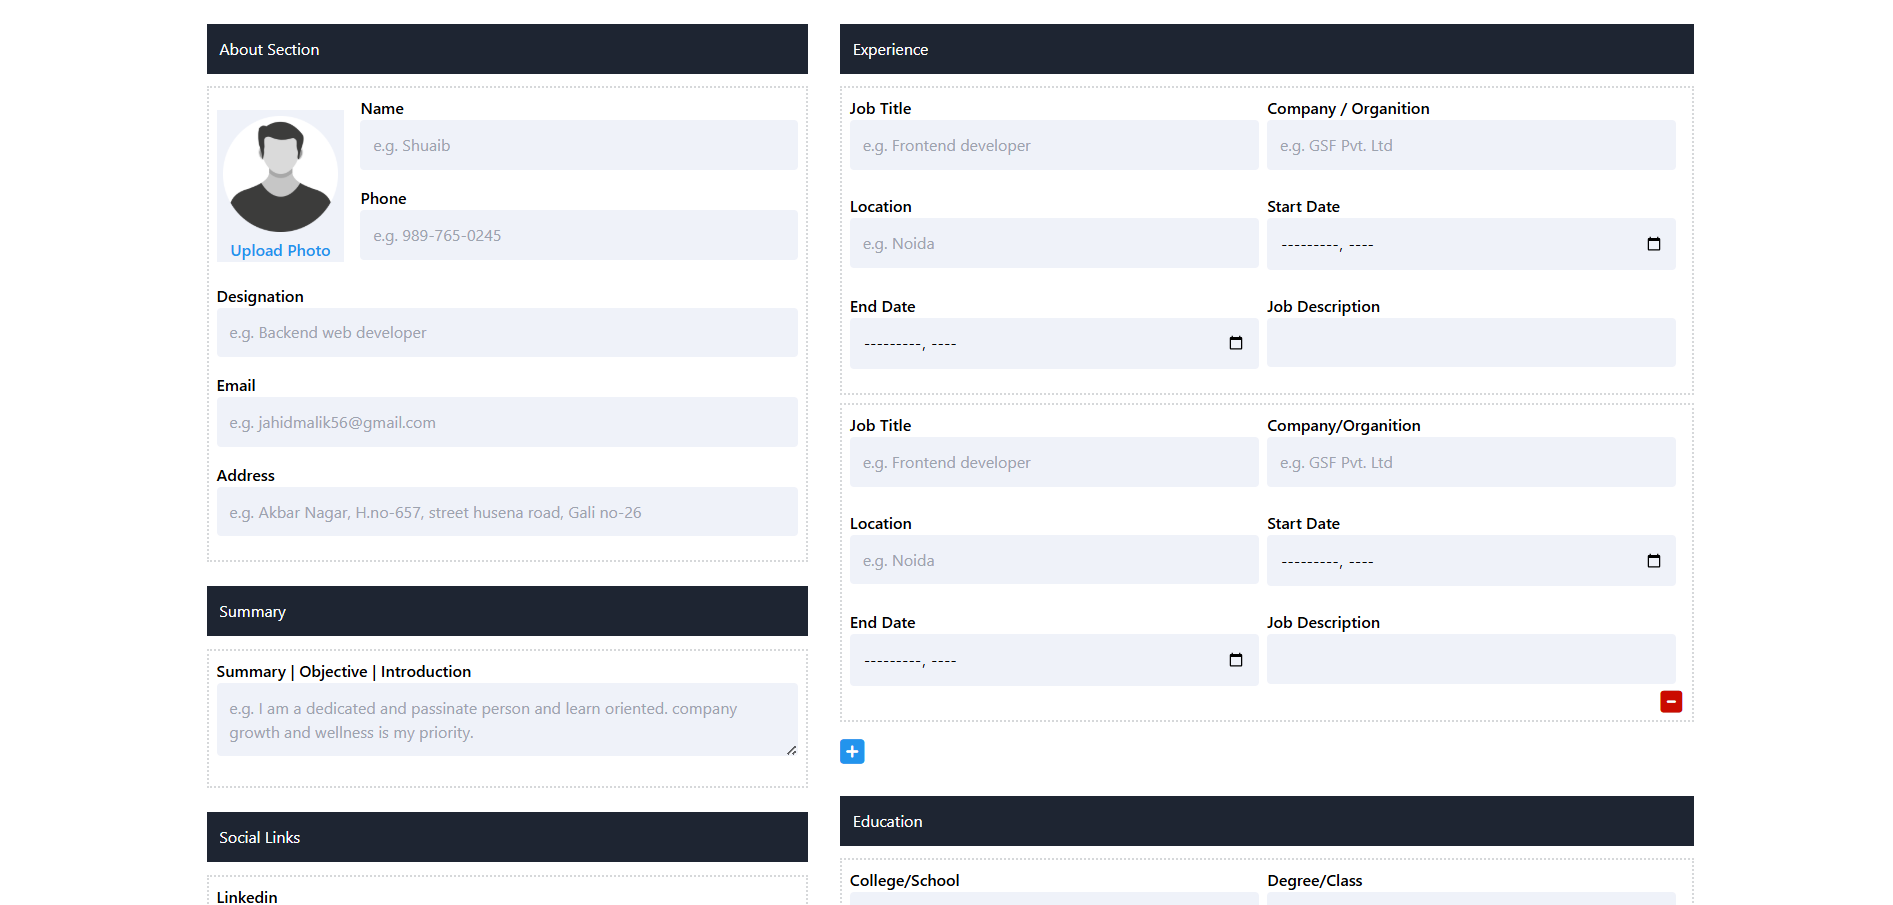 About Section
Name
e.g. Shuaib
Phone
e.g. 989-765-0245
Upload Photo
Designation
e.g. Backend web developer
Email
e.g. jahidmalik56@gmail.com
Address
e.g. Akbar Nagar, H.no-657, street husena road, Gali no-26
Summary
Summary | Objective | Introduction
e.g. I am a dedicated and passinate person and learn oriented. company
growth and wellness is my priority.
Social Links
Linkedin
Experience
Job Title
Company / Organition
e.g. Frontend developer
e.g. GSF Pvt. Ltd
Location
Start Date
e.g. Noida
---------, ----
End Date
Job Description
---------, ----
Job Title
Company/Organition
e.g. Frontend developer
e.g. GSF Pvt. Ltd
Location
Start Date
e.g. Noida
---------, ----
End Date
Job Description
---------, ----
Education
College/School
Degree/Class